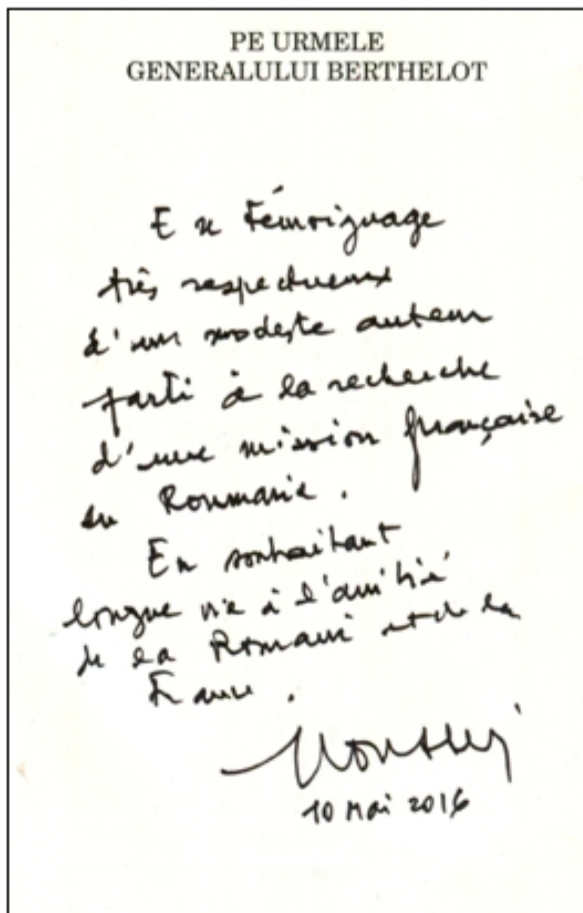 PE URMELE
GENERALULUI BERTHELOT
En témoignage
très respectueux
d'un modeste auteur
parti à la recherche
d'une mission française
en Roumanie.
En souhaitant
longue vie à l'amitié
de la Romani et de la
France.
10 Mai 2016